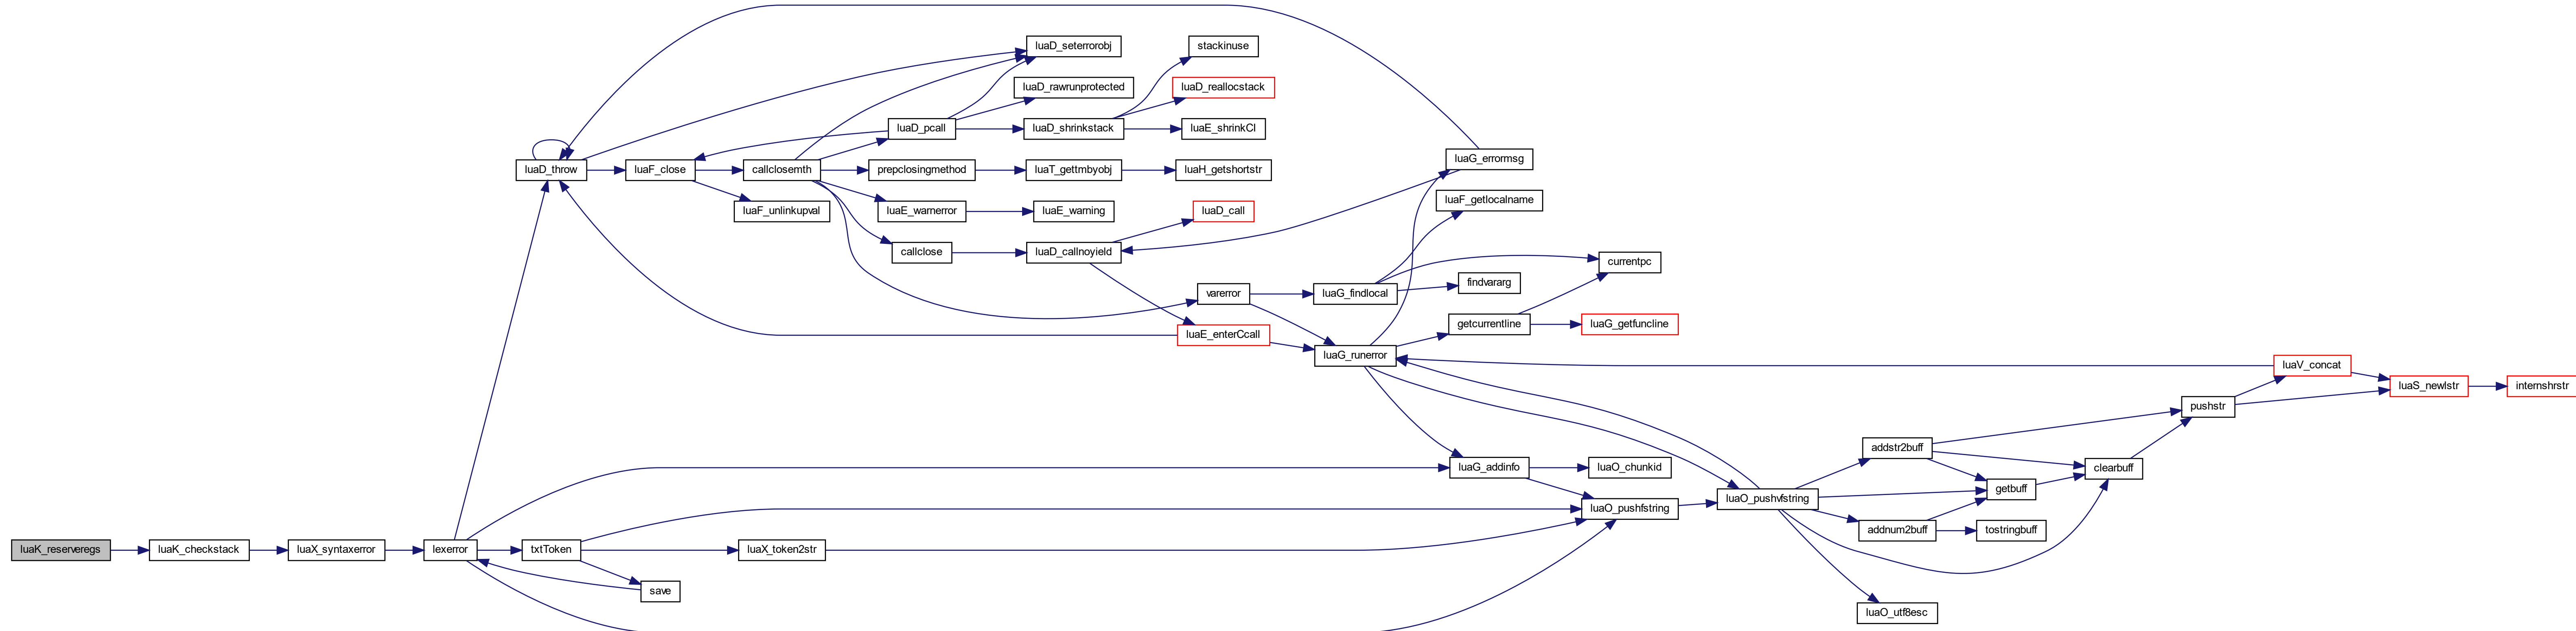 luaD_seterrorobj
stackinuse
luaD_rawrunprotected
luaD_reallocstack
luaD_pcall
luaD_shrinkstack
luaE_shrinkCI
luaG_errormsg
luaD_throw
luaF_close
callclosemth
prepclosingmethod
luaT_gettmbyobj
luaH_getshortstr
luaF_getlocalname
luaF_unlinkupval
luaE_warnerror
luaE_warning
luaD_call
callclose
luaD_callnoyield
currentpc
findvararg
varerror
luaG_findlocal
getcurrentline
luaG_getfuncline
luaE_enterCcall
luaG_runerror
luaV_concat
luaS_newlstr
internshrstr
pushstr
addstr2buff
luaG_addinfo
luaO_chunkid
clearbuff
getbuff
luaO_pushfstring
luaO_pushvfstring
addnum2buff
tostringbuff
luaK_reserveregs
luaK_checkstack
luaX_syntaxerror
lexerror
txtToken
luaX_token2str
save
luaO_utf8esc